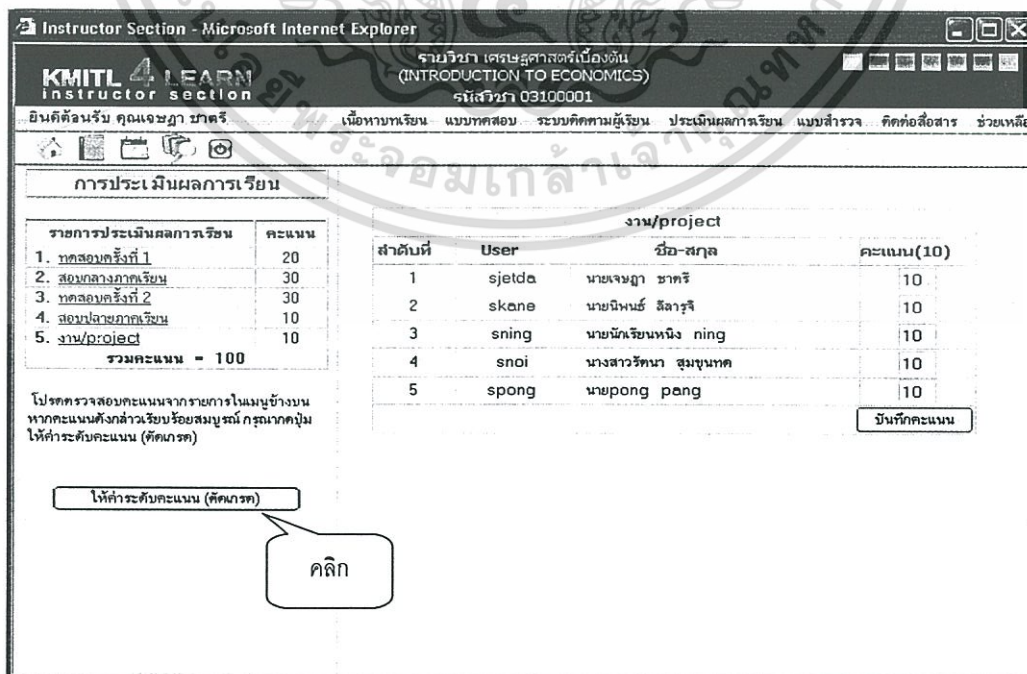 Instructor Section - Microsoft Internet Explorer
KMITL 4 LEARN
instructor section
รายวิชา เศรษฐศาสตร์เบื้องต้น
(INTRODUCTION TO ECONOMICS)
รหัสวิชา 03100001
ยินดีต้อนรับ คุณเจษฎา ชาตรี
เนื้อหาบทเรียน แบบทดสอบ ระบบติดตามผู้เรียน ประเมินผลการเรียน แบบสำรวจ ติดต่อสื่อสาร ช่วยเหลือ
การประเมินผลการเรียน
รายการประเมินผลการเรียน คะแนน
1. ทดสอบครั้งที่ 1 20
2. สอบกลางภาคเรียน 30
3. ทดสอบครั้งที่ 2 30
4. สอบปลายภาคเรียน 10
5. งาน/project 10
รวมคะแนน = 100
โปรดตรวจสอบคะแนนจากรายการในเมนูข้างบน
หากคะแนนดังกล่าวเรียบร้อยสมบูรณ์ กรุณากดปุ่ม
ให้ค่าระดับคะแนน (ตัดเกรด)
ให้ค่าระดับคะแนน (ตัดเกรด)
คลิก
งาน/project
ลำดับที่ User ชื่อ-สกุล คะแนน(10)
1 sjetda นายเจษฎา ชาตรี 10
2 skane นายนิพนธ์ ลีลารุจิ 10
3 sning นายนักเรียนหนิง ning 10
4 snoi นางสาวรัตนา สุมขุนทด 10
5 spong นายpong pang 10
บันทึกคะแนน
พระจอมเกล้าเจ้าคุณทหาร